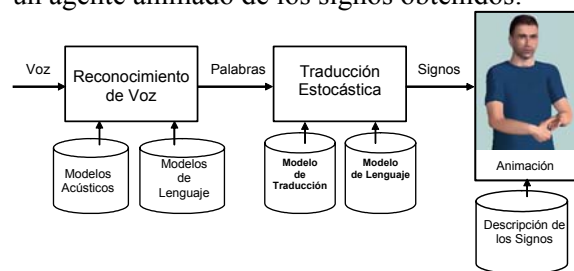 un agente animado de los signos obtenidos.
Voz
Reconocimiento
de Voz
Palabras
Traducción
Estocástica
Signos
Modelos
Acústicos
Modelos
de
Lenguaje
Modelo
de
Traducción
Modelo
de Lenguaje
Animación
Descripción de
los Signos